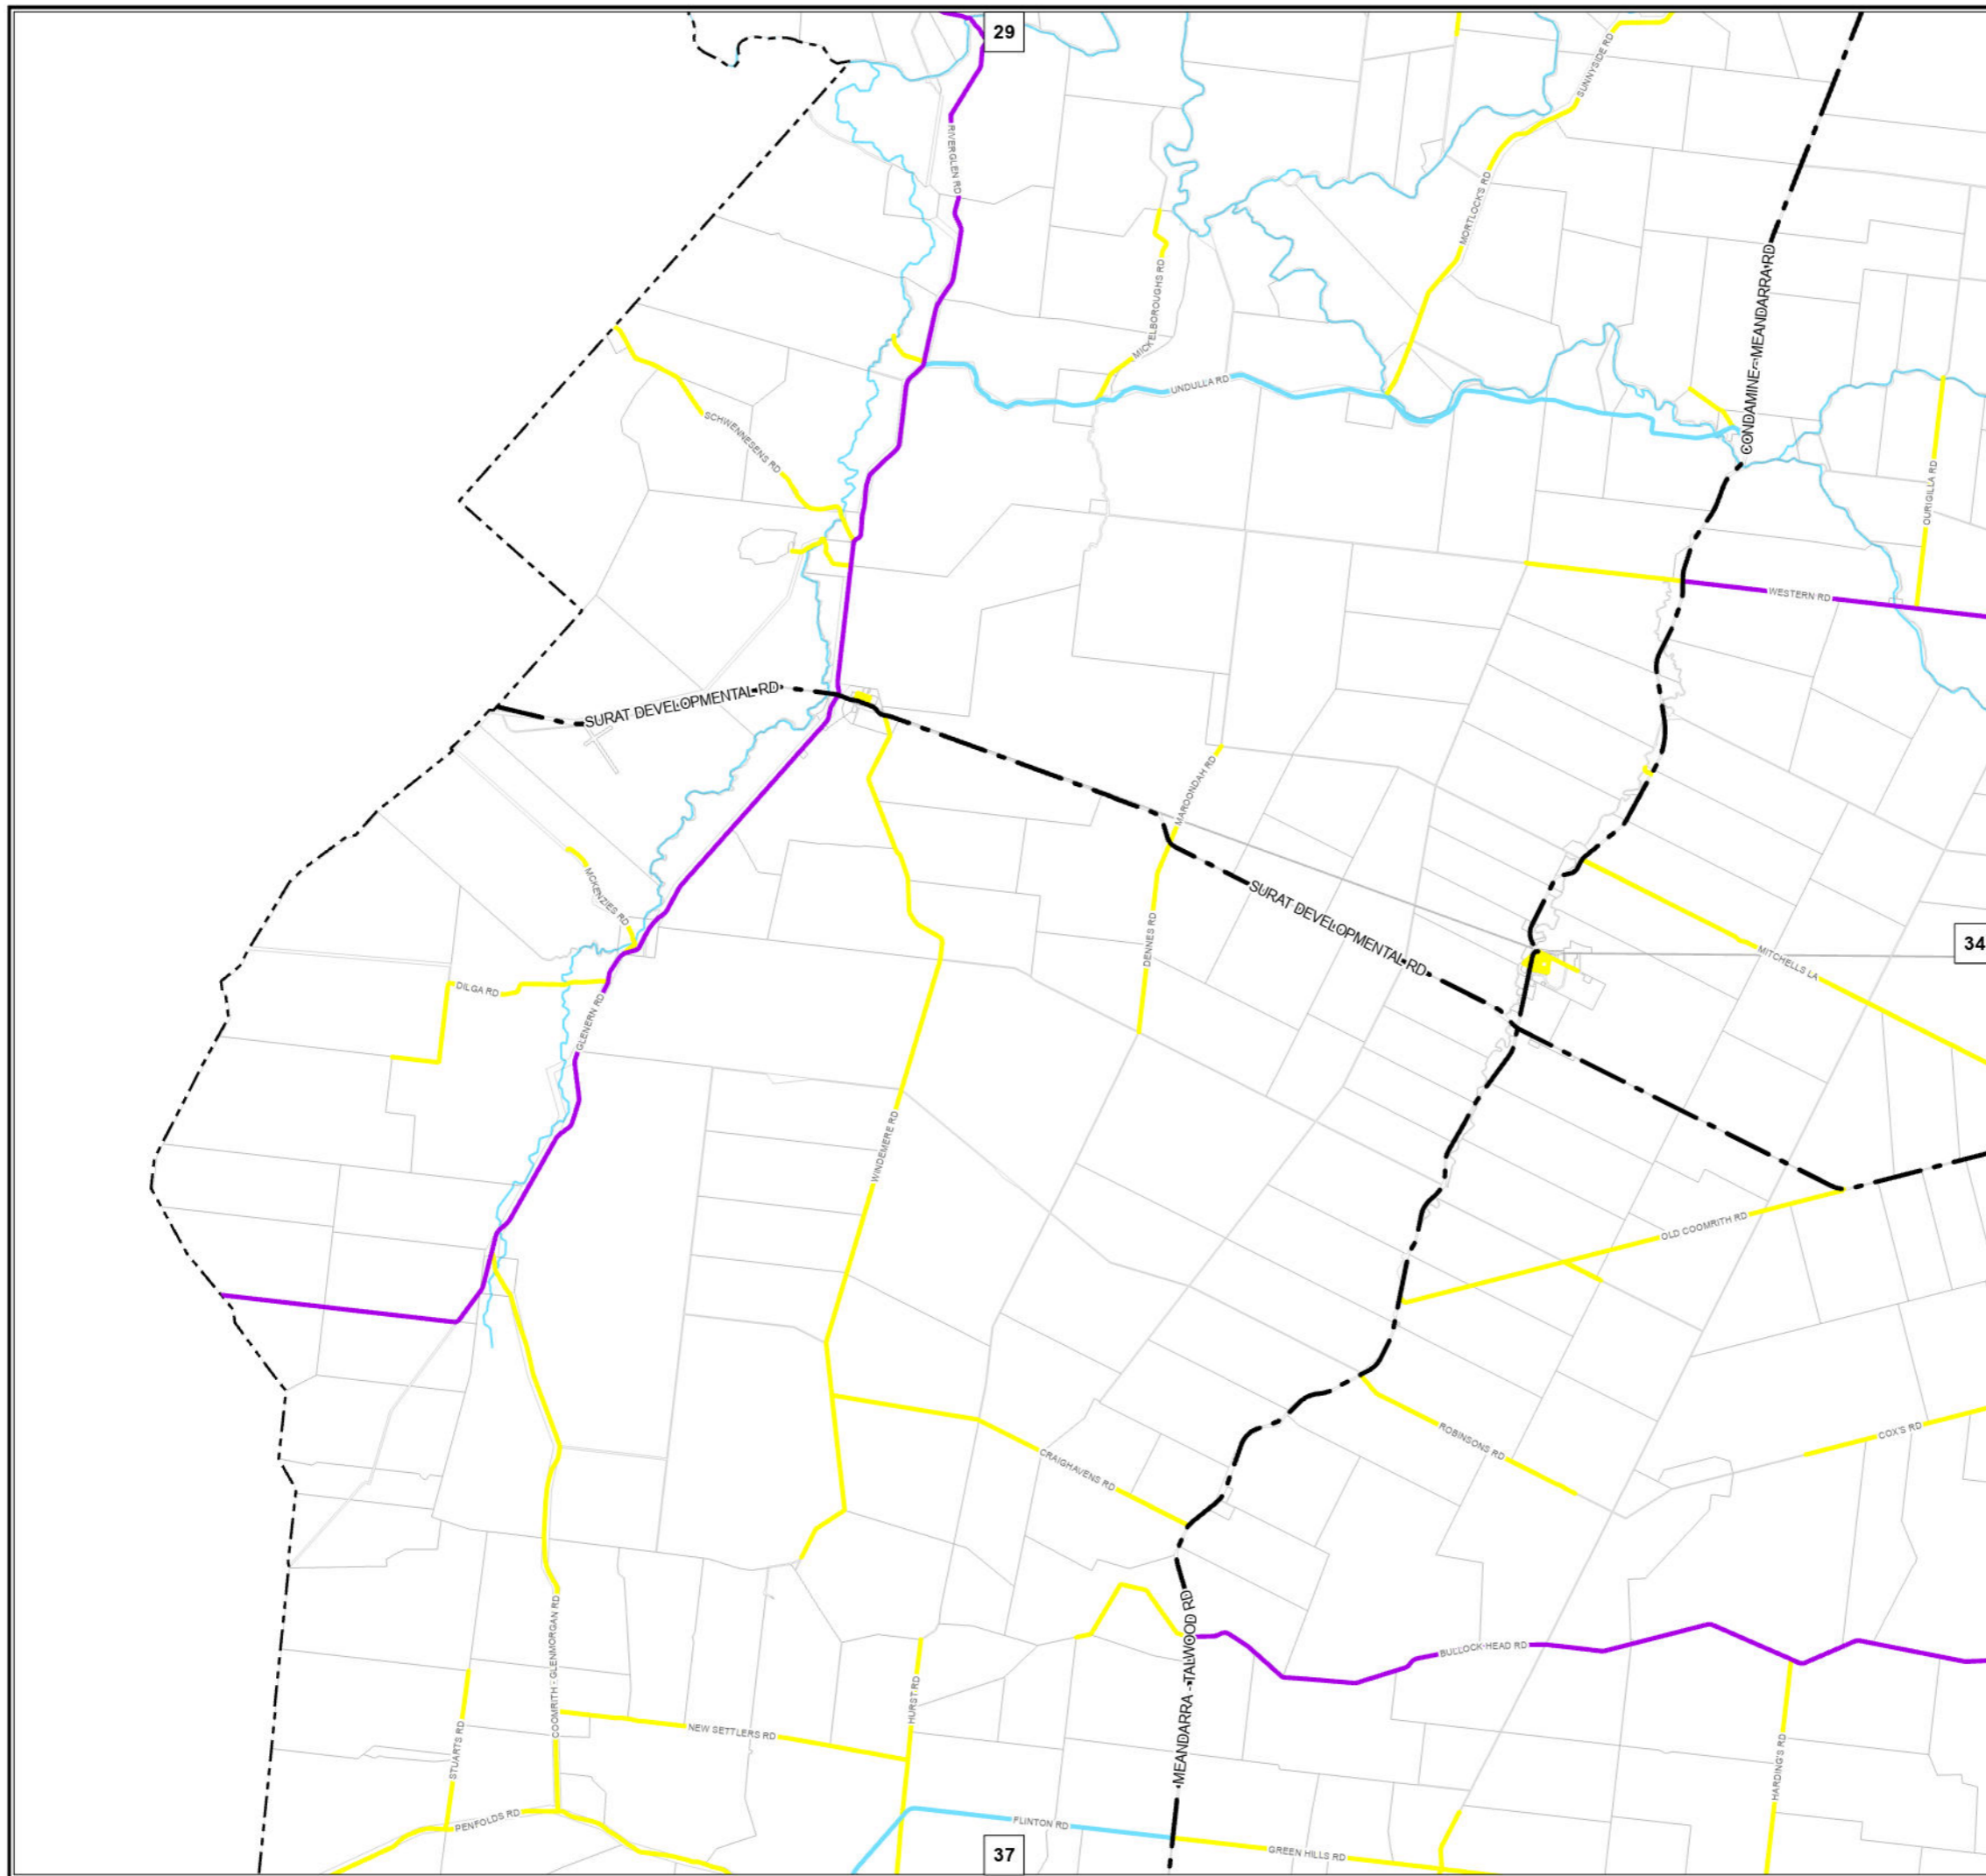 29
SUNNYSIDE RD
RIVERGLEN RD
MORTLOCKS RD
CONDAMINE - MEANDARRA RD
MICKELBOROUGHS RD
UNDULLA RD
SCHWENNESENS RD
OURIGILLA RD
WESTERN RD
SURAT DEVELOPMENTAL RD
MAROONDAH RD
MCKENZIES RD
SURAT DEVELOPMENTAL RD
DENNES RD
34
MITCHELLS LA
DILGA RD
GLENERN RD
WINDEMERE RD
OLD COOMRITH RD
ROBINSONS RD
COX'S RD
CRAIGHAVENS RD
COOMRITH - GLENMORGAN RD
MEANDARRA - TALWOOD RD
BULLOCK HEAD RD
HURST RD
NEW SETTLERS RD
STUARTS RD
HARDING'S RD
PENFOLDS RD
FLINTON RD
GREEN HILLS RD
37